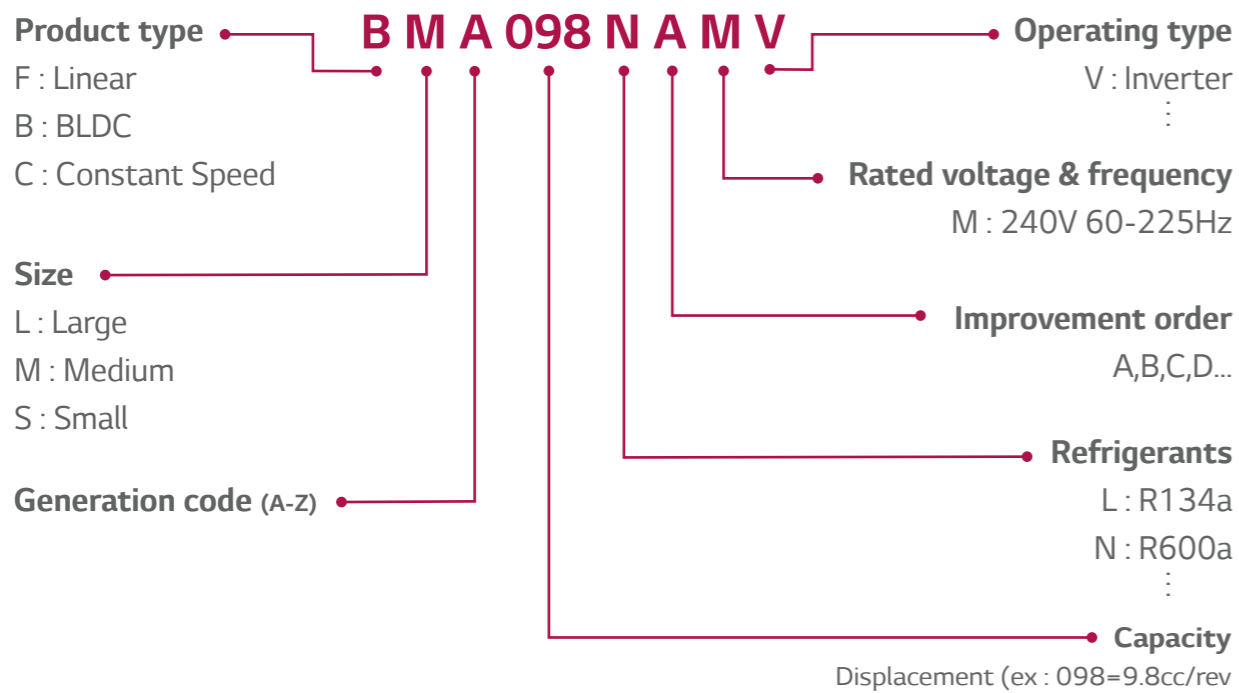 B M A 098 N A M V
Product type
F : Linear
B : BLDC
C : Constant Speed
Size
L : Large
M : Medium
S : Small
Generation code (A-Z)
Operating type
V : Inverter
⋮
Rated voltage & frequency
M : 240V 60-225Hz
Improvement order
A,B,C,D...
Refrigerants
L : R134a
N : R600a
⋮
Capacity
Displacement (ex : 098=9.8cc/rev